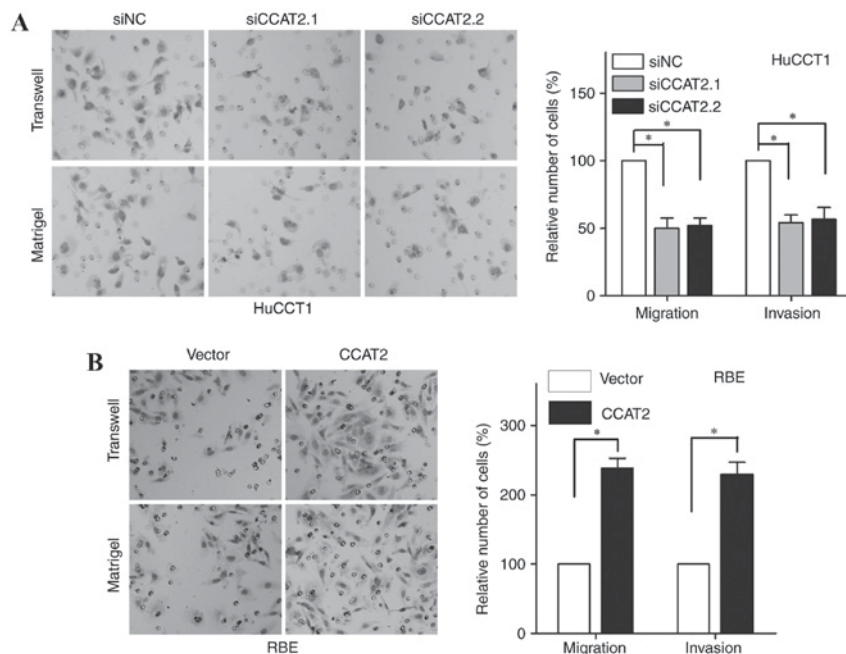 A
siNC siCCAT2.1 siCCAT2.2
Transwell
Matrigel
HuCCT1
siNC
siCCAT2.1
siCCAT2.2
HuCCT1
Relative number of cells (%)
150
100
50
0
* * * *
Migration Invasion
B
Vector CCAT2
Transwell
Matrigel
RBE
Vector
CCAT2
RBE
Relative number of cells (%)
300
200
100
0
* *
Migration Invasion